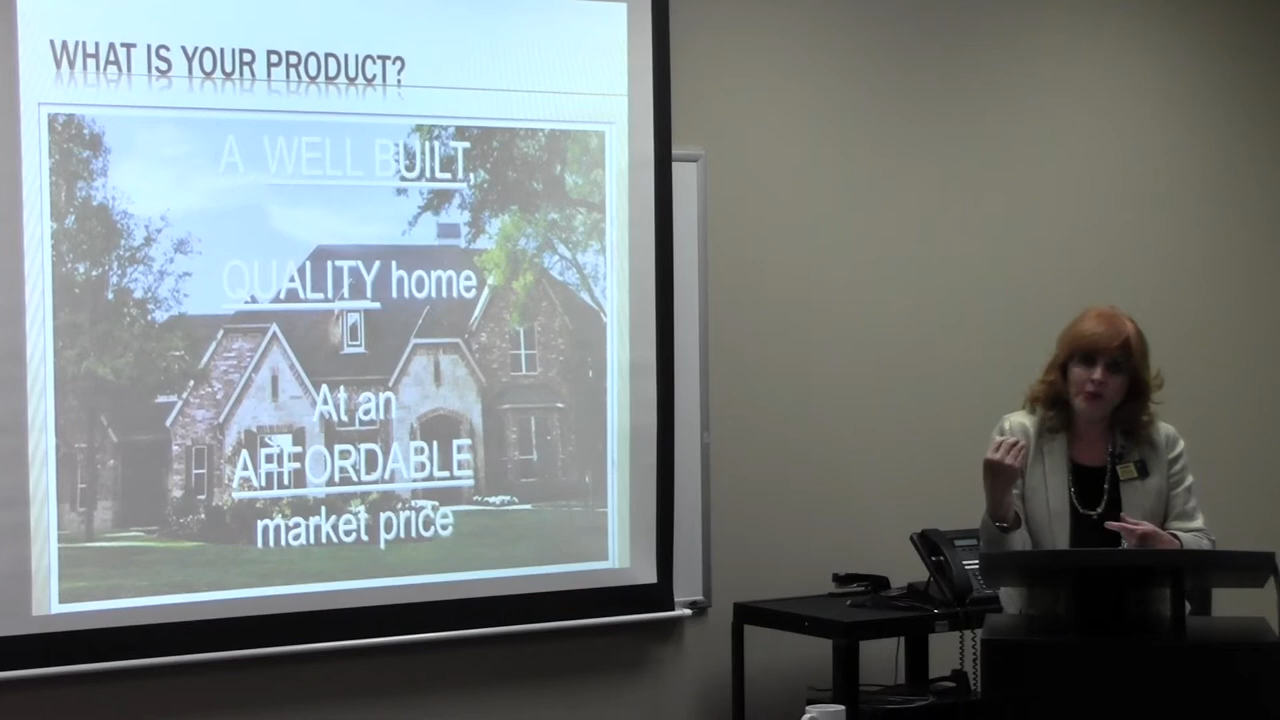 WHAT IS YOUR PRODUCT?
A WELL BUILT,
QUALITY home
At an
AFFORDABLE
market price